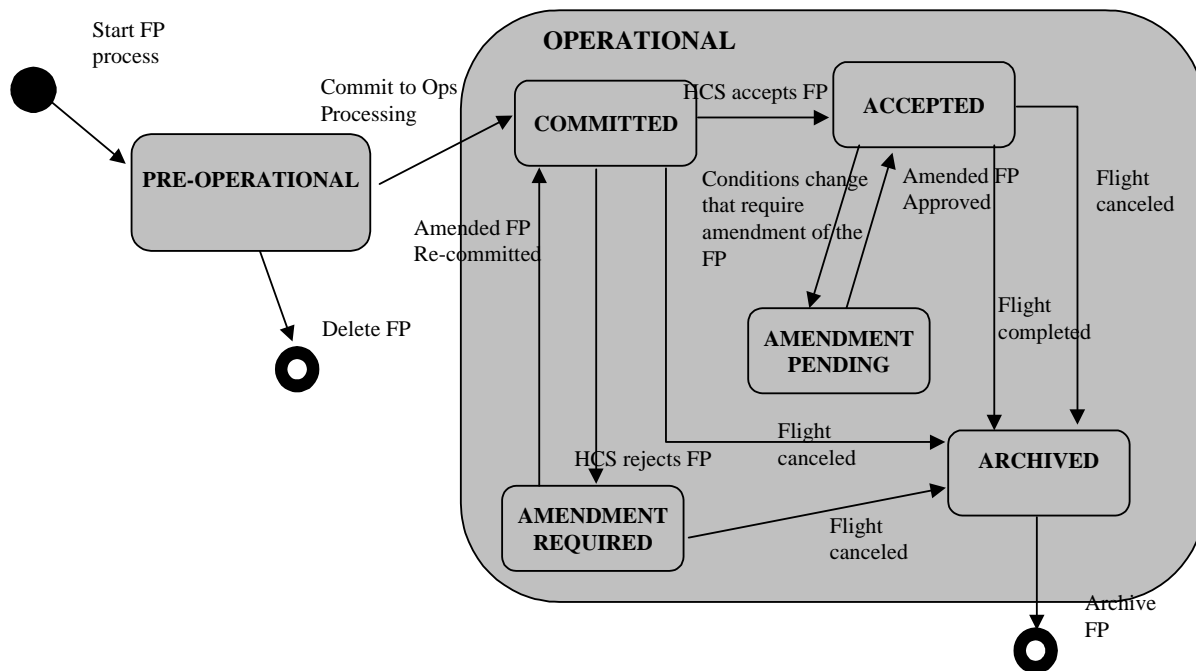 Start FP
process
OPERATIONAL
Commit to Ops
Processing
HCS accepts FP
COMMITTED
ACCEPTED
PRE-OPERATIONAL
Conditions change
that require
amendment of the
FP
Amended FP
Approved
Flight
canceled
Amended FP
Re-committed
Delete FP
AMENDMENT
PENDING
Flight
completed
Flight
canceled
HCS rejects FP
ARCHIVED
AMENDMENT
REQUIRED
Flight
canceled
Archive
FP